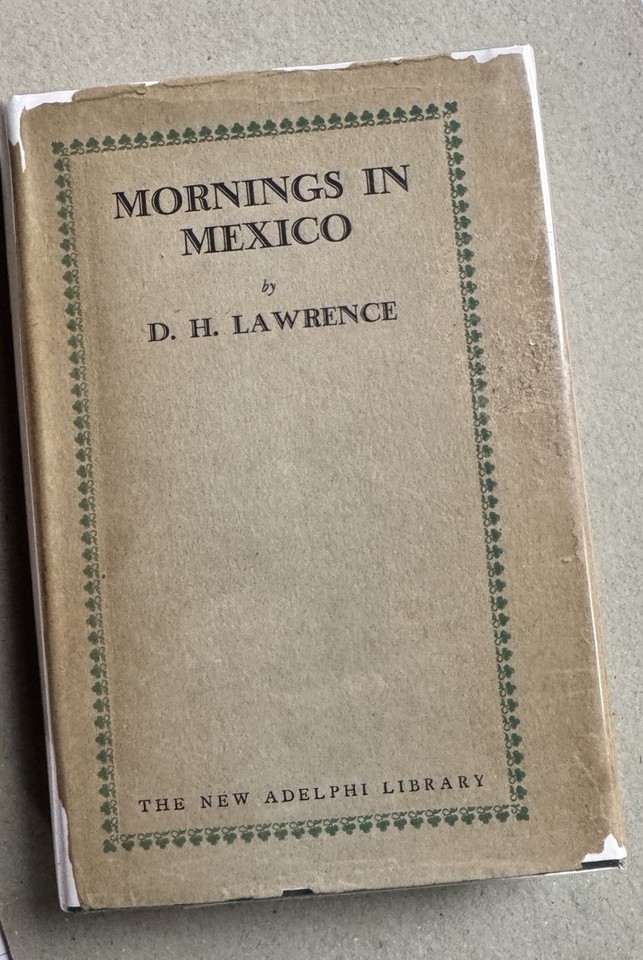 MORNINGS IN
MEXICO
by
D. H. LAWRENCE
THE NEW ADELPHI LIBRARY